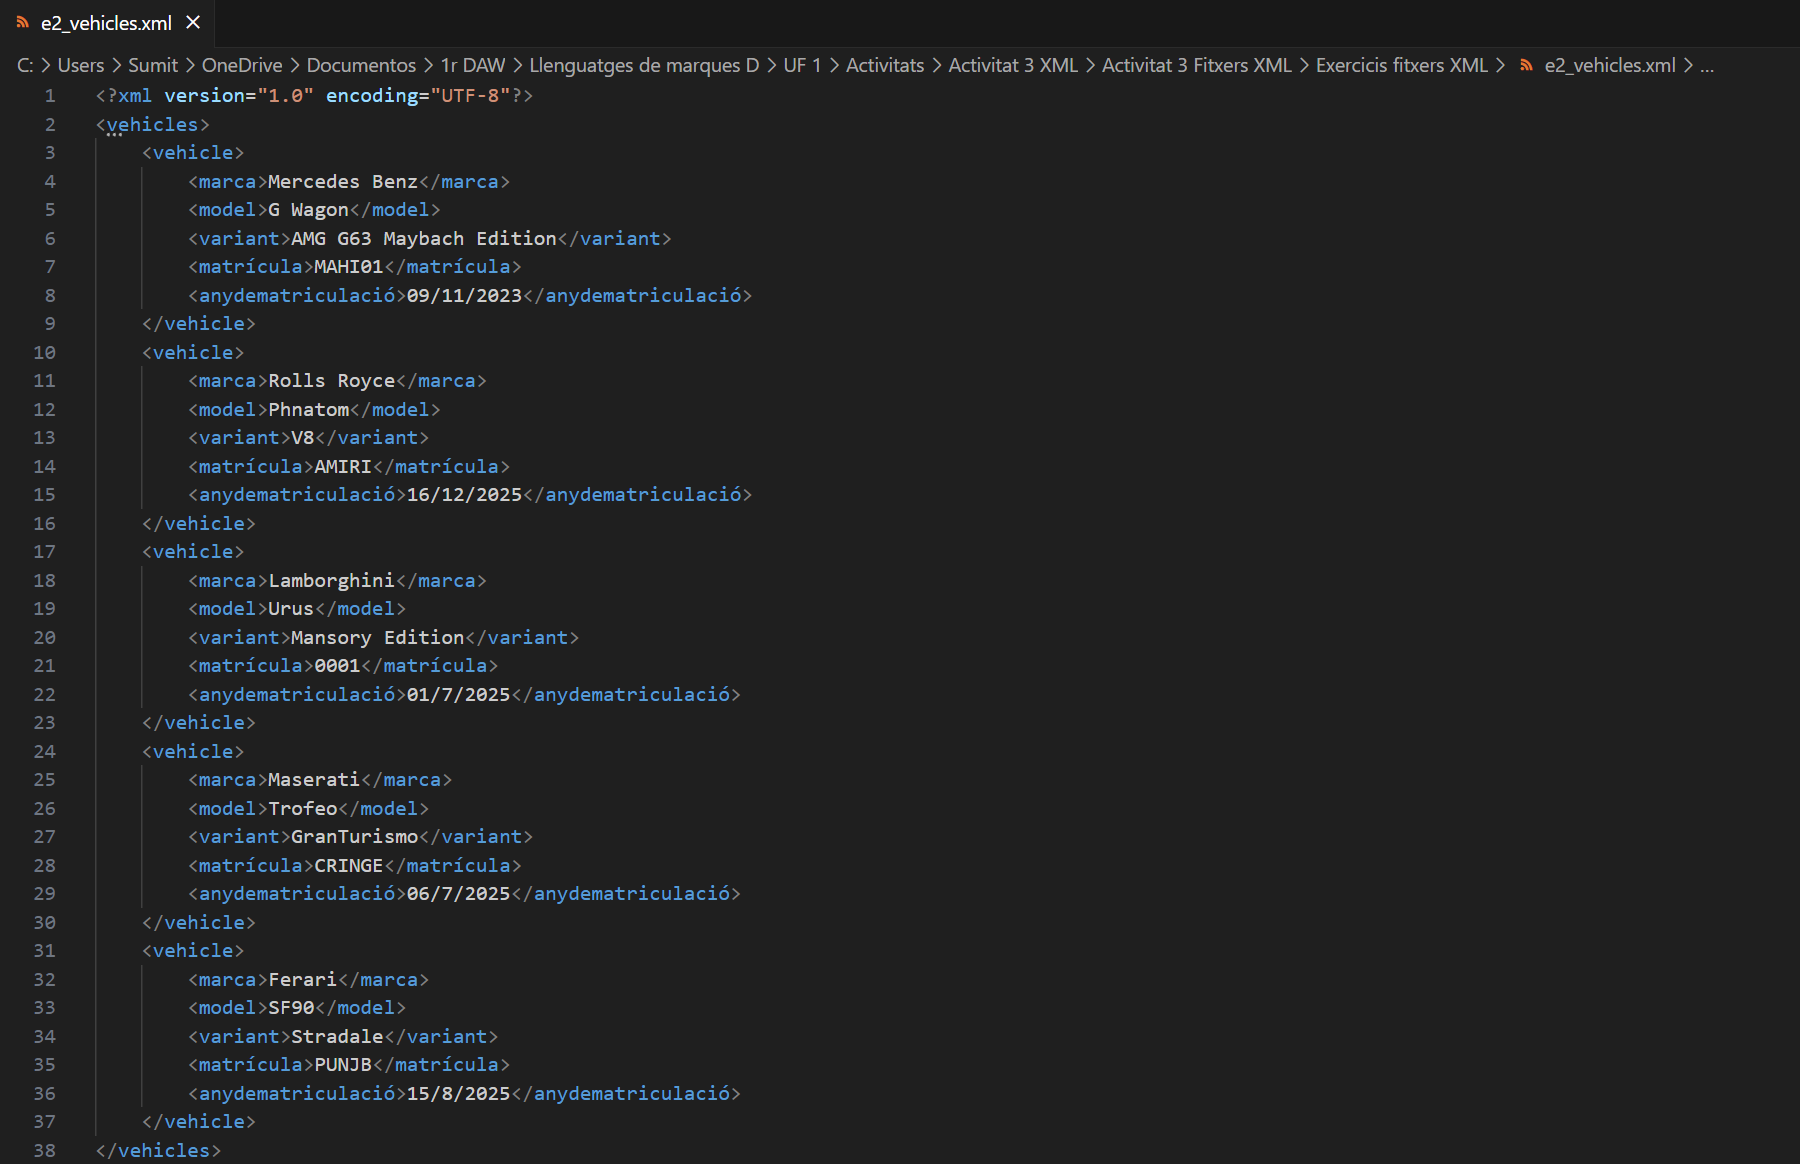 e2_vehicles.xml
C: > Users > Sumit > OneDrive > Documentos > 1r DAW > Llenguatges de marques D > UF 1 > Activitats > Activitat 3 XML > Activitat 3 Fitxers XML > Exercicis fitxers XML > e2_vehicles.xml > ...
1 <?xml version="1.0" encoding="UTF-8"?>
2 <vehicles>
3 <vehicle>
4 <marca>Mercedes Benz</marca>
5 <model>G Wagon</model>
6 <variant>AMG G63 Maybach Edition</variant>
7 <matrícula>MAHI01</matrícula>
8 <anydematriculació>09/11/2023</anydematriculació>
9 </vehicle>
10 <vehicle>
11 <marca>Rolls Royce</marca>
12 <model>Phnatom</model>
13 <variant>V8</variant>
14 <matrícula>AMIRI</matrícula>
15 <anydematriculació>16/12/2025</anydematriculació>
16 </vehicle>
17 <vehicle>
18 <marca>Lamborghini</marca>
19 <model>Urus</model>
20 <variant>Mansory Edition</variant>
21 <matrícula>0001</matrícula>
22 <anydematriculació>01/7/2025</anydematriculació>
23 </vehicle>
24 <vehicle>
25 <marca>Maserati</marca>
26 <model>Trofeo</model>
27 <variant>GranTurismo</variant>
28 <matrícula>CRINGE</matrícula>
29 <anydematriculació>06/7/2025</anydematriculació>
30 </vehicle>
31 <vehicle>
32 <marca>Ferari</marca>
33 <model>SF90</model>
34 <variant>Stradale</variant>
35 <matrícula>PUNJB</matrícula>
36 <anydematriculació>15/8/2025</anydematriculació>
37 </vehicle>
38 </vehicles>